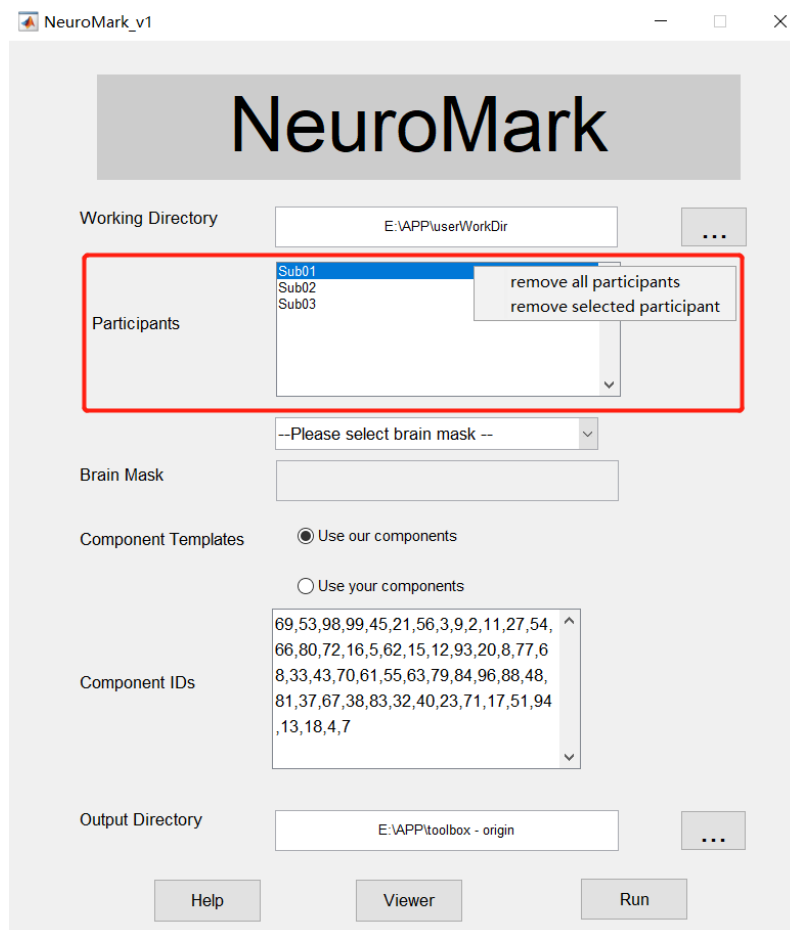 NeuroMark_v1
NeuroMark
Working Directory
E:\APP\userWorkDir
...
Participants
Sub01
Sub02
Sub03
remove all participants
remove selected participant
--Please select brain mask --
Brain Mask
Component Templates
Use our components
Use your components
Component IDs
69,53,98,99,45,21,56,3,9,2,11,27,54,
66,80,72,16,5,62,15,12,93,20,8,77,6
8,33,43,70,61,55,63,79,84,96,88,48,
81,37,67,38,83,32,40,23,71,17,51,94
,13,18,4,7
Output Directory
E:\APP\toolbox - origin
...
Help
Viewer
Run